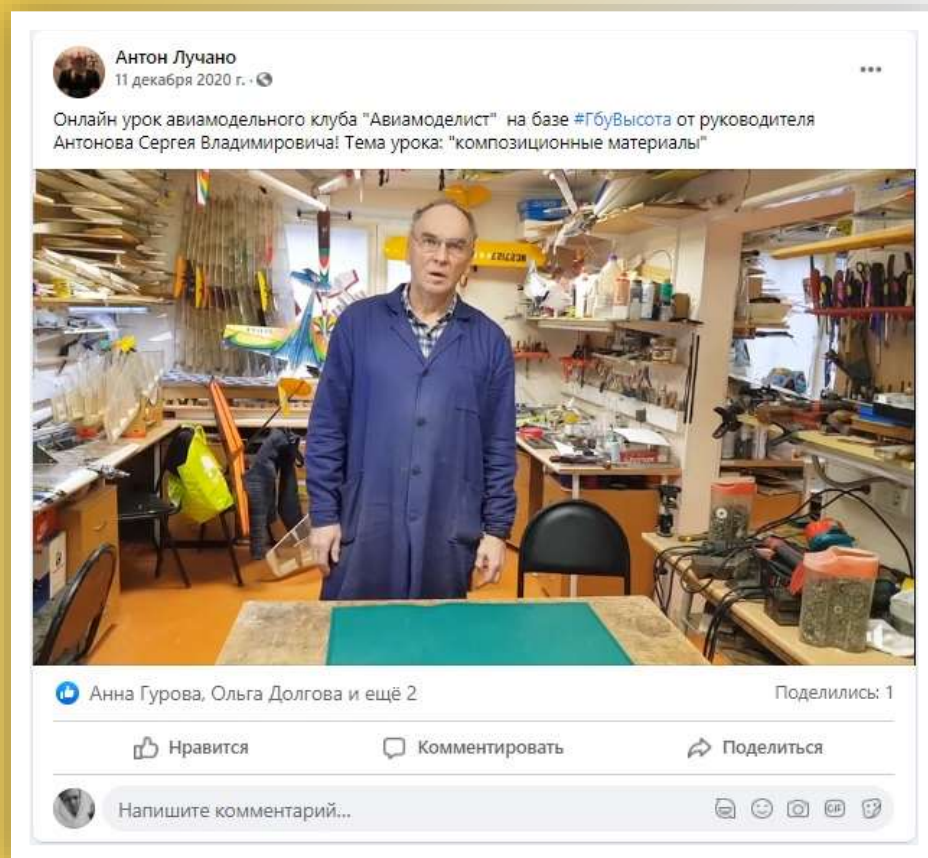 Антон Лучано
11 декабря 2020 г. ·
Онлайн урок авиамодельного клуба "Авиамоделист" на базе #ГбуВысота от руководителя
Антонова Сергея Владимировича! Тема урока: "композиционные материалы"
Анна Гурова, Ольга Долгова и ещё 2
Поделились: 1
Нравится
Комментировать
Поделиться
Напишите комментарий...
GIF